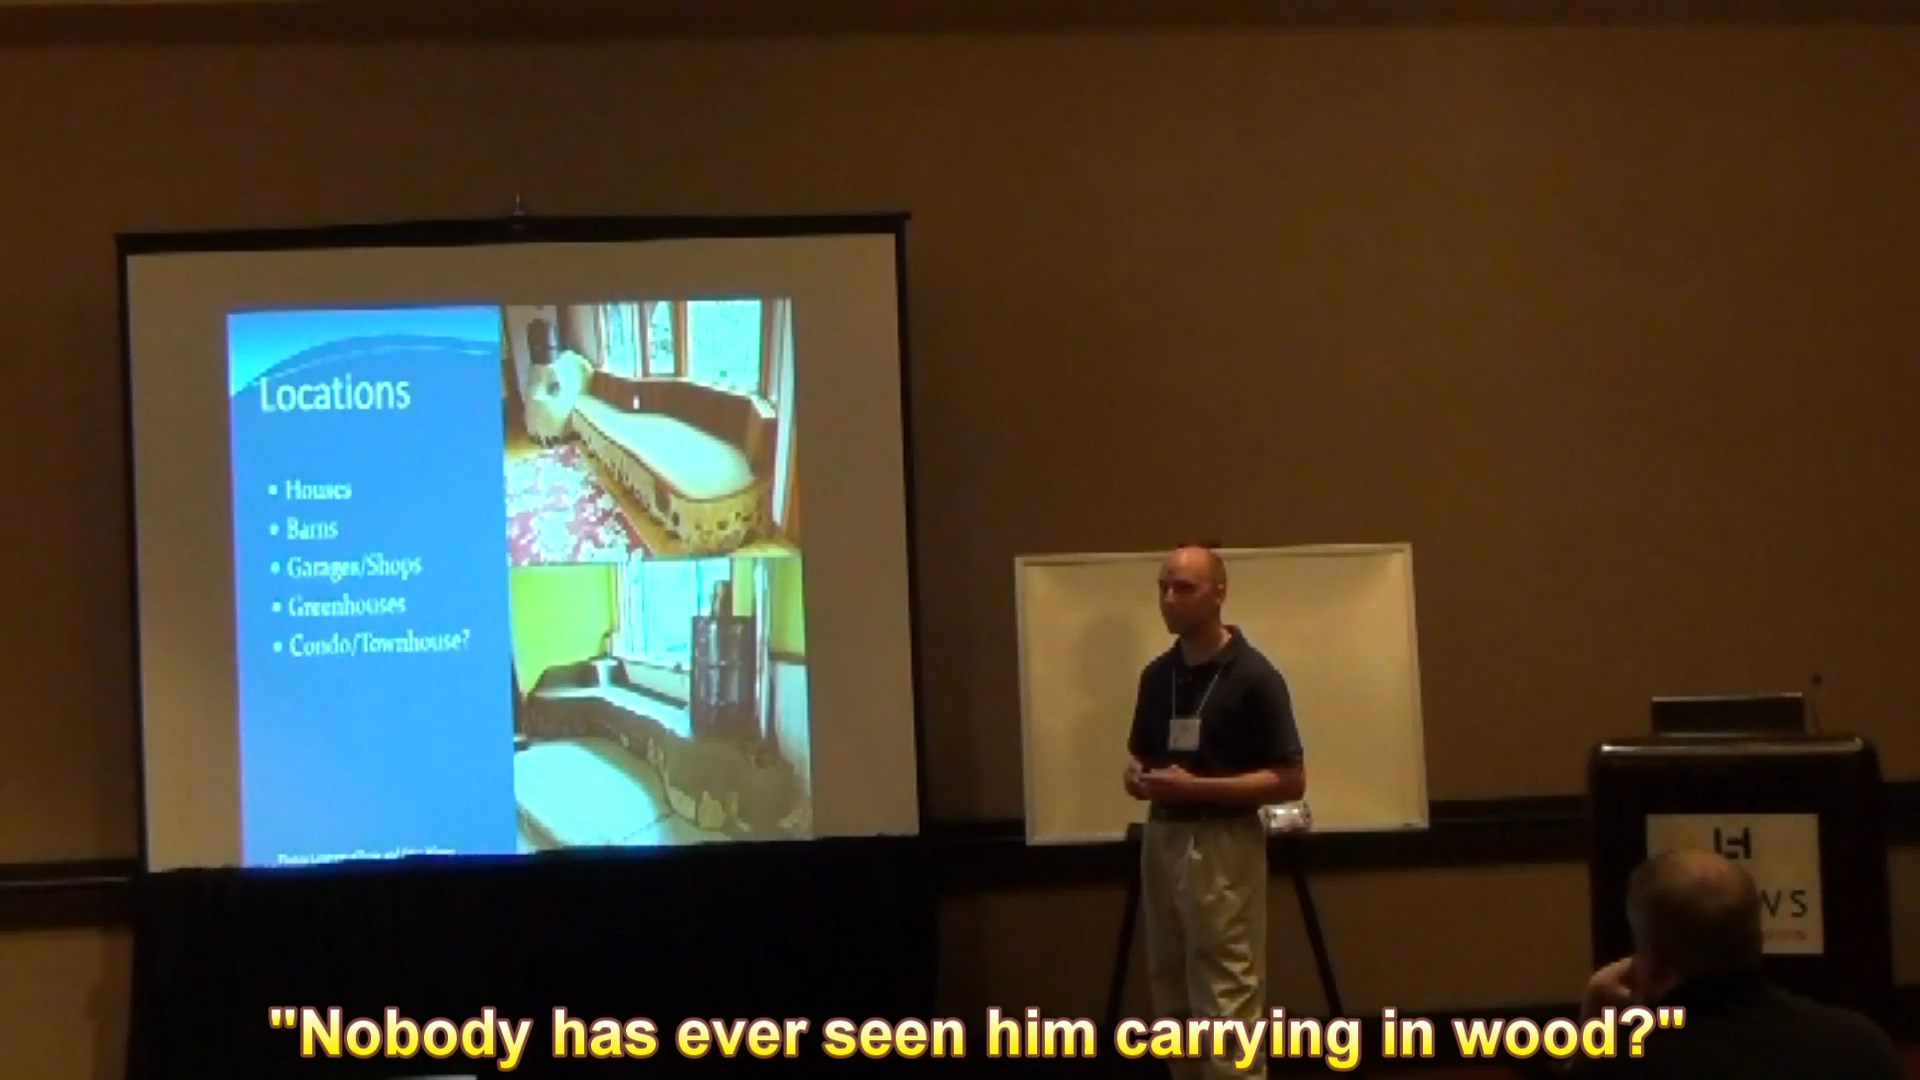 Locations
• Houses
• Barns
• Garages/Shops
• Greenhouses
• Condo/Townhouse?
"Nobody has ever seen him carrying in wood?"